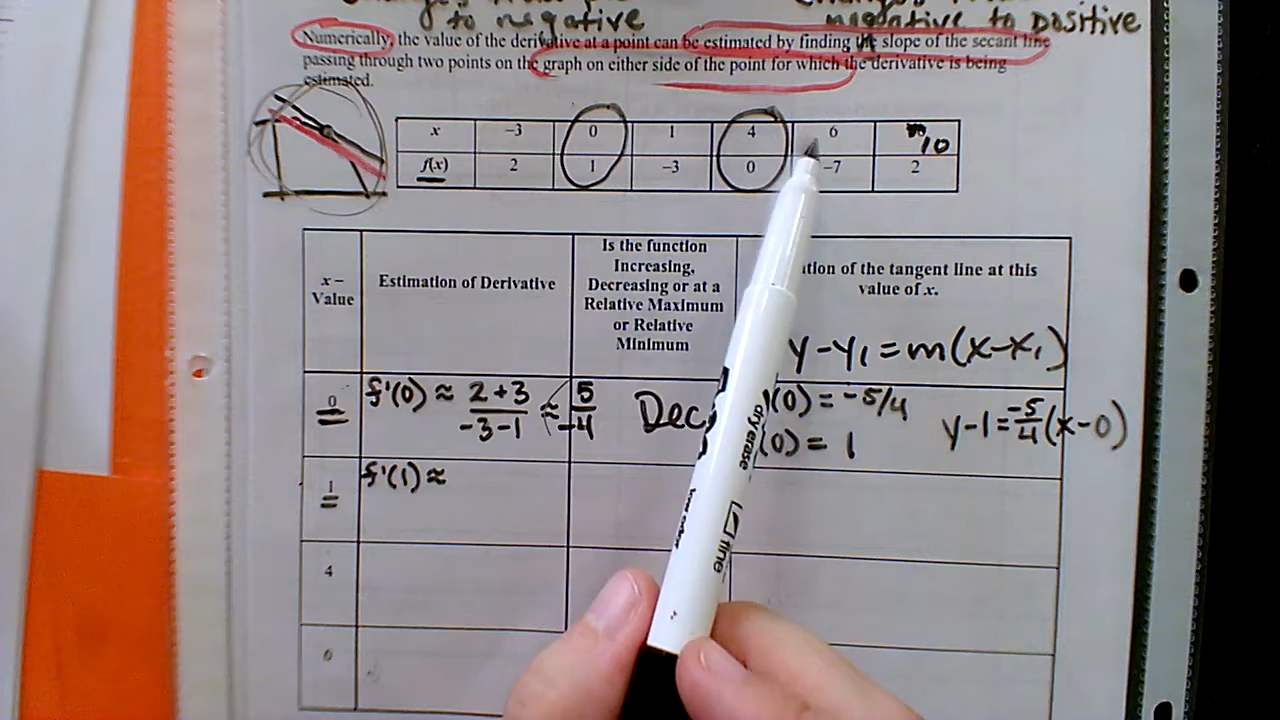 to negative
negative to positive
Numerically, the value of the derivative at a point can be estimated by finding the slope of the secant line
passing through two points on the graph on either side of the point for which the derivative is being
estimated.
x −3 0 1 4 6 10
f(x) 2 1 −3 0 −7 2
x – Value
Estimation of Derivative
Is the function
Increasing,
Decreasing or at a
Relative Maximum
or Relative
Minimum
of the tangent line at this
value of x.
y-y₁=m(x-x₁)
0 f'(0) ≈ 2+3/-3-1 ≈ 5/-4 Dec (0) = -5/4 y-1=-5/4(x-0)
(0) = 1
1 f'(1) ≈
4
6
dry erase
low odor
fine